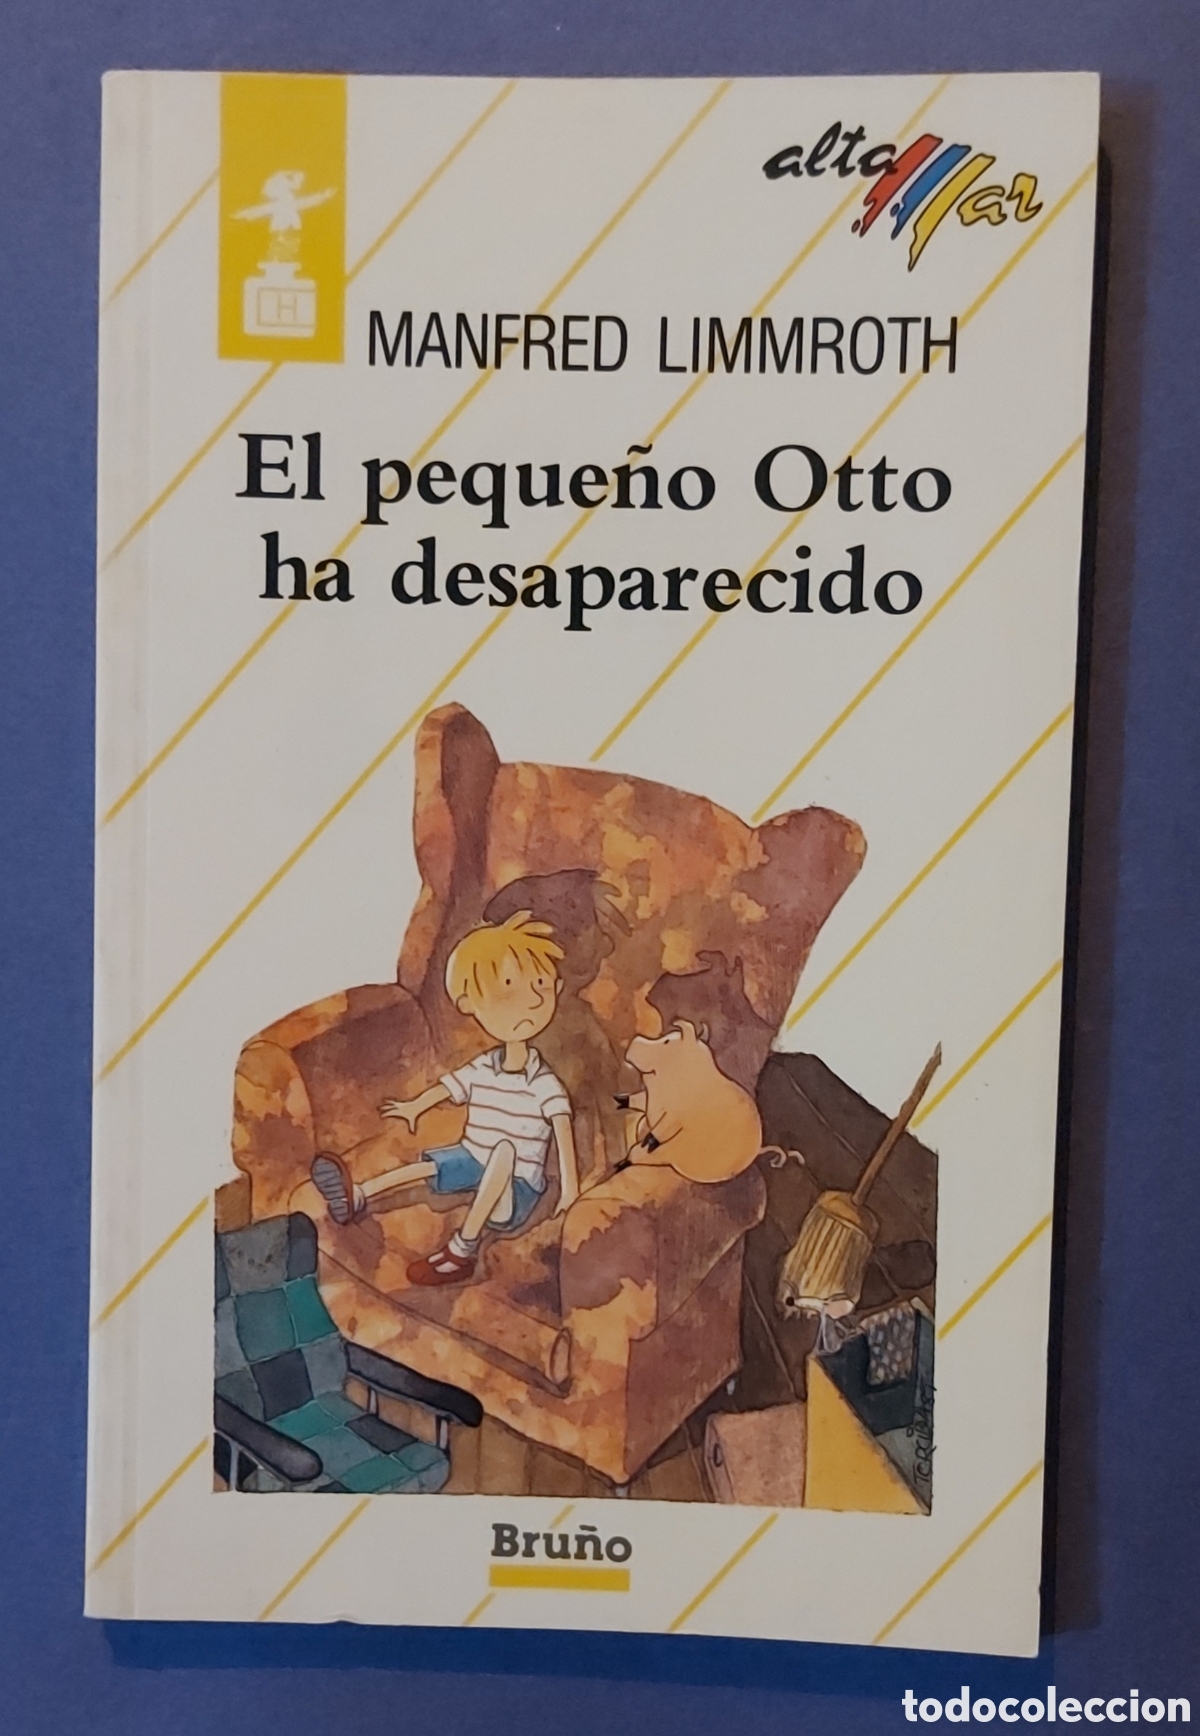 alta Mar
H
MANFRED LIMMROTH
El pequeño Otto
ha desaparecido
Bruño
todocoleccion